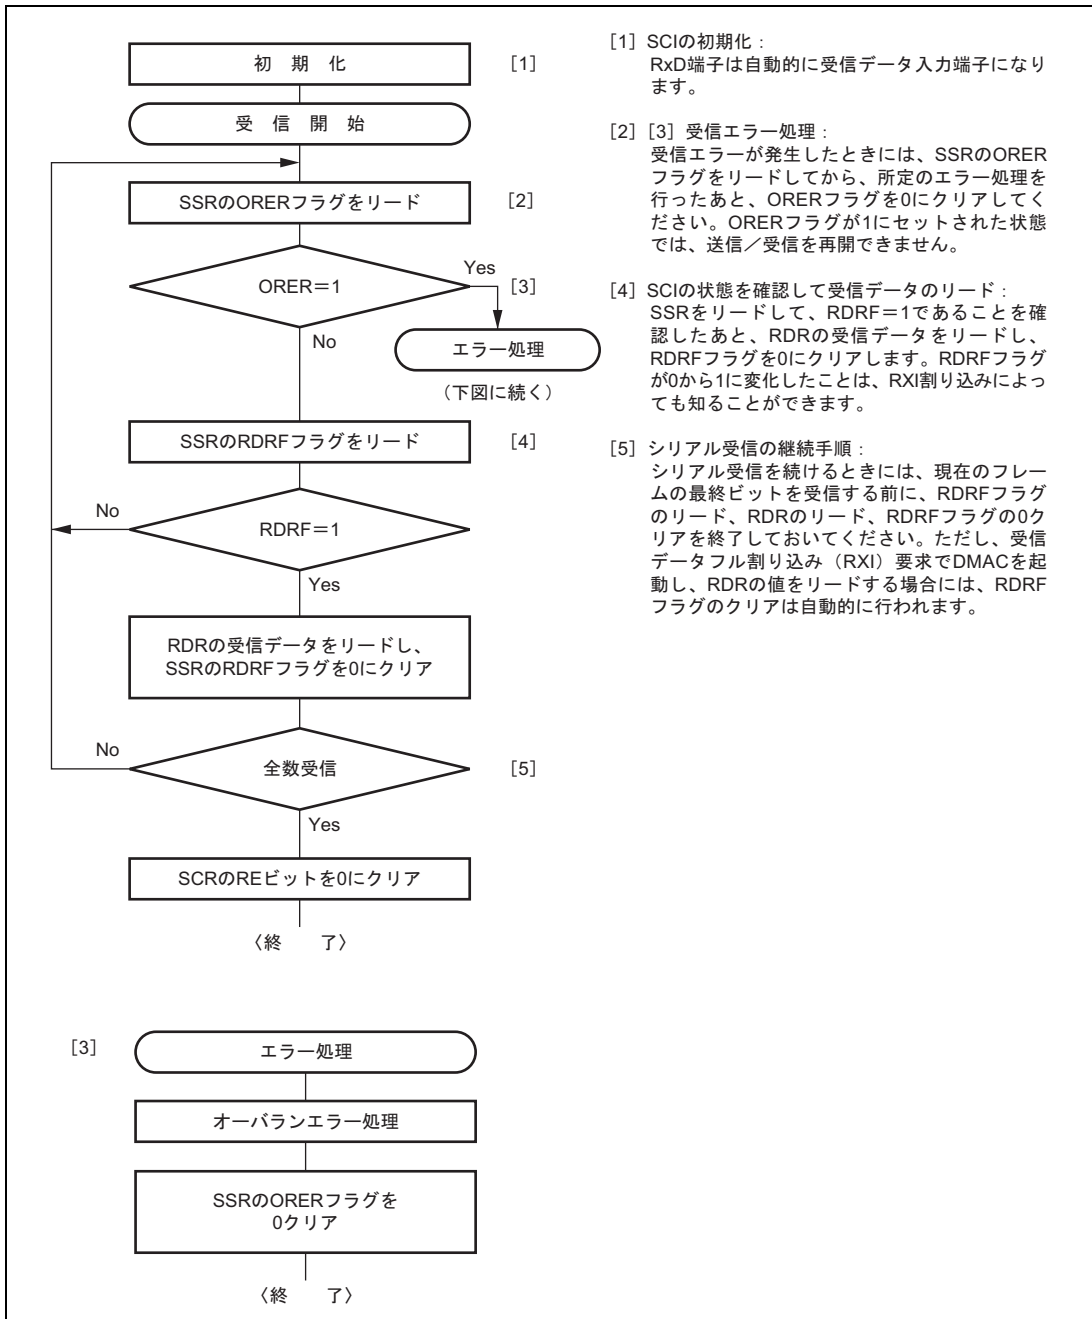 初　期　化
[1]
受　信　開　始
SSRのORERフラグをリード
[2]
ORER＝1
Yes
[3]
No
エラー処理
（下図に続く）
SSRのRDRFフラグをリード
[4]
No
RDRF＝1
Yes
RDRの受信データをリードし、
SSRのRDRFフラグを0にクリア
No
全数受信
[5]
Yes
SCRのREビットを0にクリア
〈終　　了〉
[3]
エラー処理
オーバランエラー処理
SSRのORERフラグを
0クリア
〈終　　了〉
[1] SCIの初期化：
RxD端子は自動的に受信データ入力端子になり
ます。
[2] [3] 受信エラー処理：
受信エラーが発生したときには、SSRのORER
フラグをリードしてから、所定のエラー処理を
行ったあと、ORERフラグを0にクリアしてく
ださい。ORERフラグが1にセットされた状態
では、送信／受信を再開できません。
[4] SCIの状態を確認して受信データのリード：
SSRをリードして、RDRF＝1であることを確
認したあと、RDRの受信データをリードし、
RDRFフラグを0にクリアします。RDRFフラグ
が0から1に変化したことは、RXI割り込みによっ
ても知ることができます。
[5] シリアル受信の継続手順：
シリアル受信を続けるときには、現在のフレー
ムの最終ビットを受信する前に、RDRFフラグ
のリード、RDRのリード、RDRFフラグの0ク
リアを終了しておいてください。ただし、受信
データフル割り込み（RXI）要求でDMACを起
動し、RDRの値をリードする場合には、RDRF
フラグのクリアは自動的に行われます。